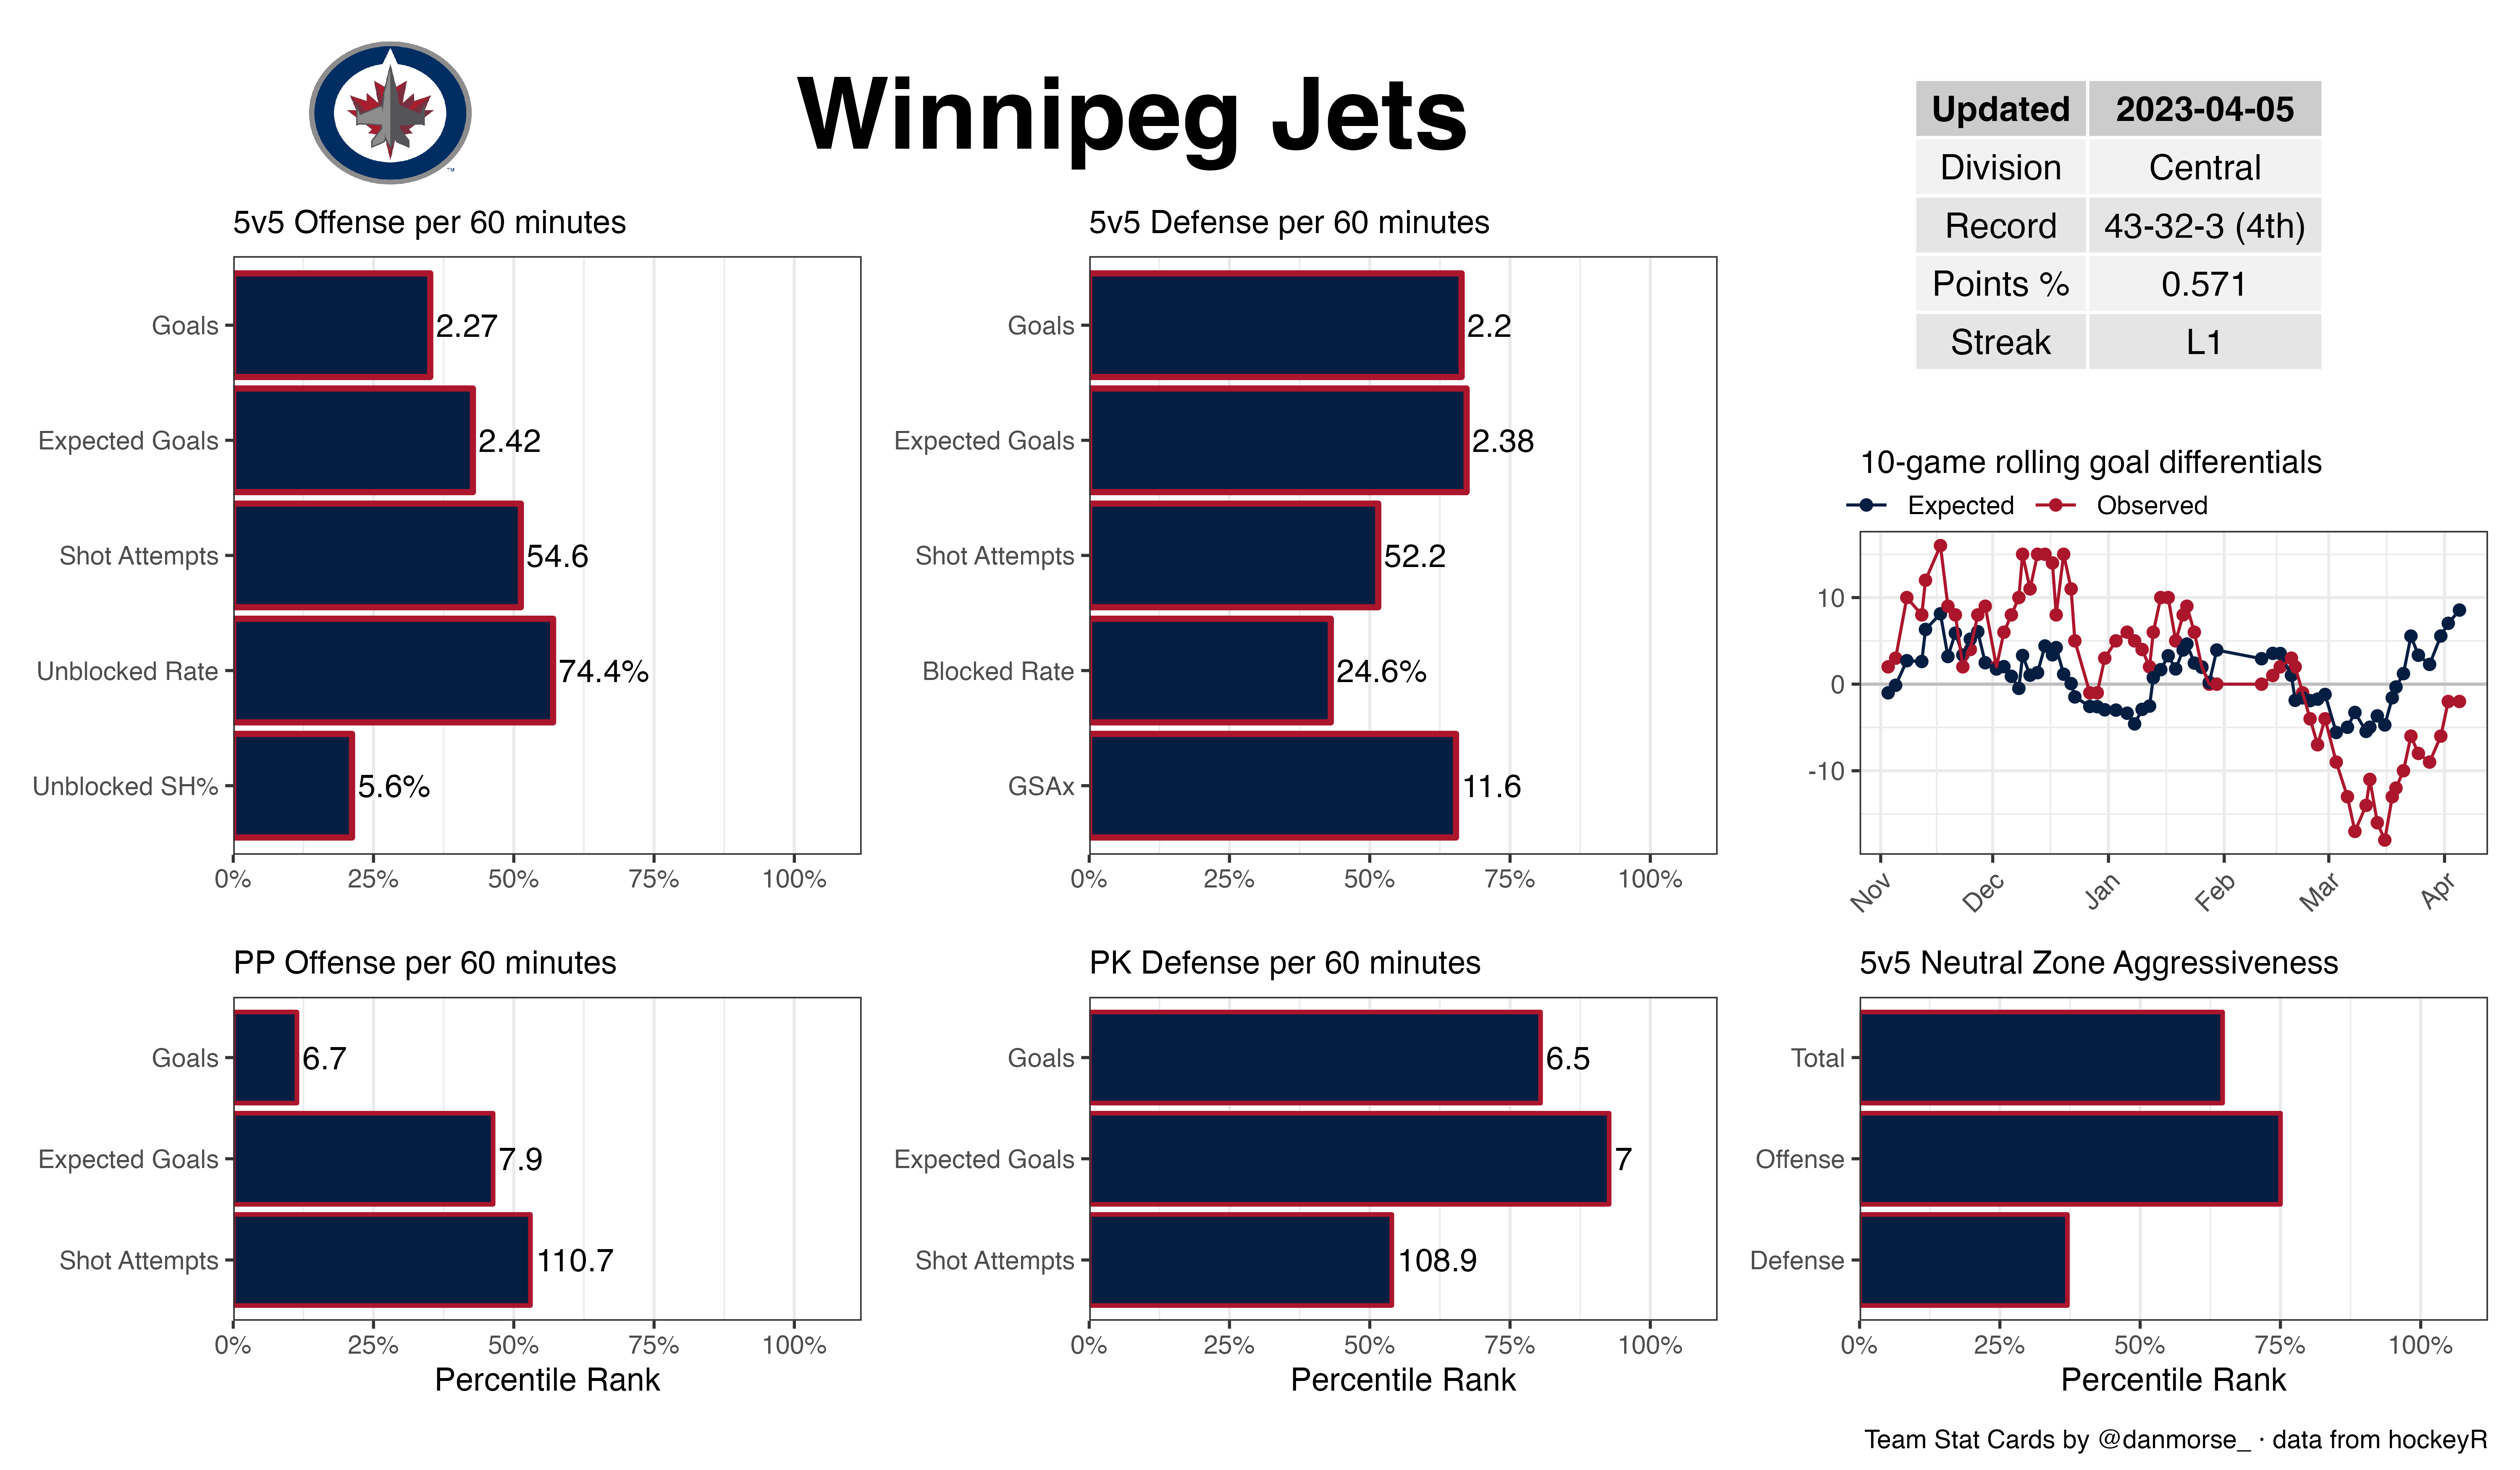 Winnipeg Jets
TM
Updated 2023-04-05
Division Central
Record 43-32-3 (4th)
Points % 0.571
Streak L1
5v5 Offense per 60 minutes
Goals 2.27
Expected Goals 2.42
Shot Attempts 54.6
Unblocked Rate 74.4%
Unblocked SH% 5.6%
0% 25% 50% 75% 100%
5v5 Defense per 60 minutes
Goals 2.2
Expected Goals 2.38
Shot Attempts 52.2
Blocked Rate 24.6%
GSAx 11.6
0% 25% 50% 75% 100%
10-game rolling goal differentials
Expected Observed
10
0
-10
Nov Dec Jan Feb Mar Apr
PP Offense per 60 minutes
Goals 6.7
Expected Goals 7.9
Shot Attempts 110.7
0% 25% 50% 75% 100%
Percentile Rank
PK Defense per 60 minutes
Goals 6.5
Expected Goals 7
Shot Attempts 108.9
0% 25% 50% 75% 100%
Percentile Rank
5v5 Neutral Zone Aggressiveness
Total
Offense
Defense
0% 25% 50% 75% 100%
Percentile Rank
Team Stat Cards by @danmorse_ · data from hockeyR